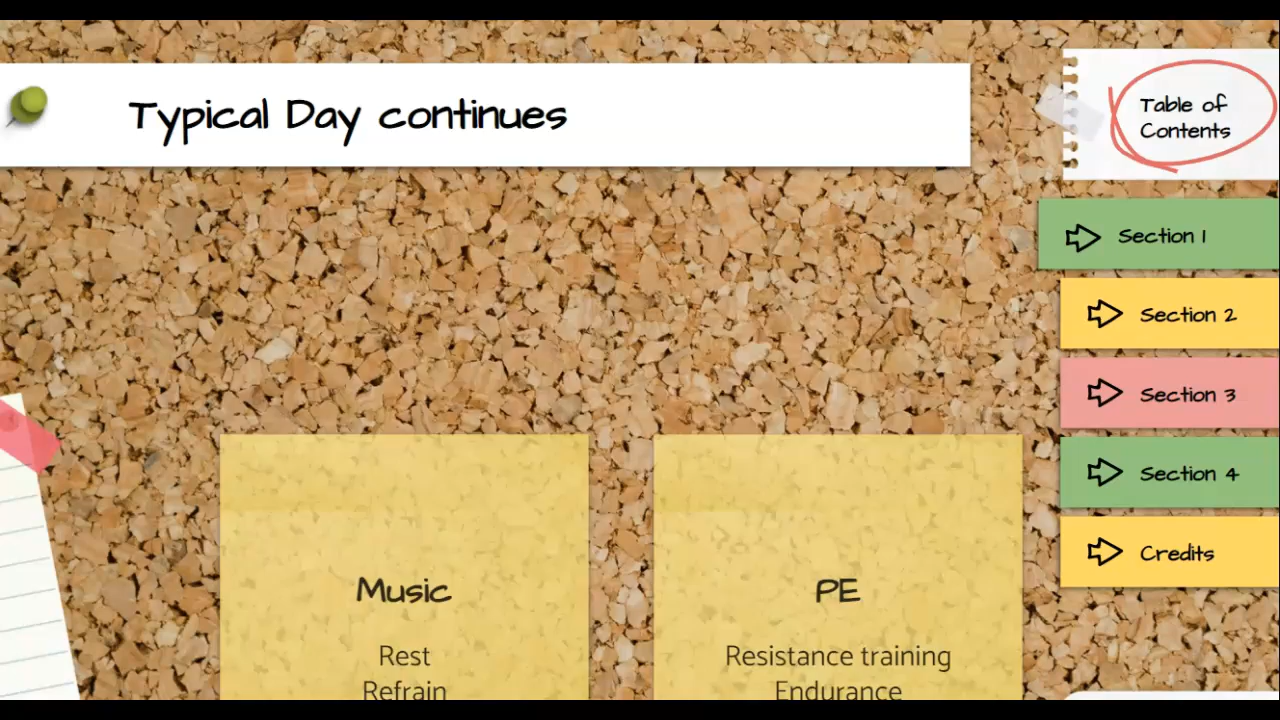 Typical Day continues
Table of
Contents
Section 1
Section 2
Section 3
Section 4
Credits
Music
Rest
Refrain
PE
Resistance training
Endurance